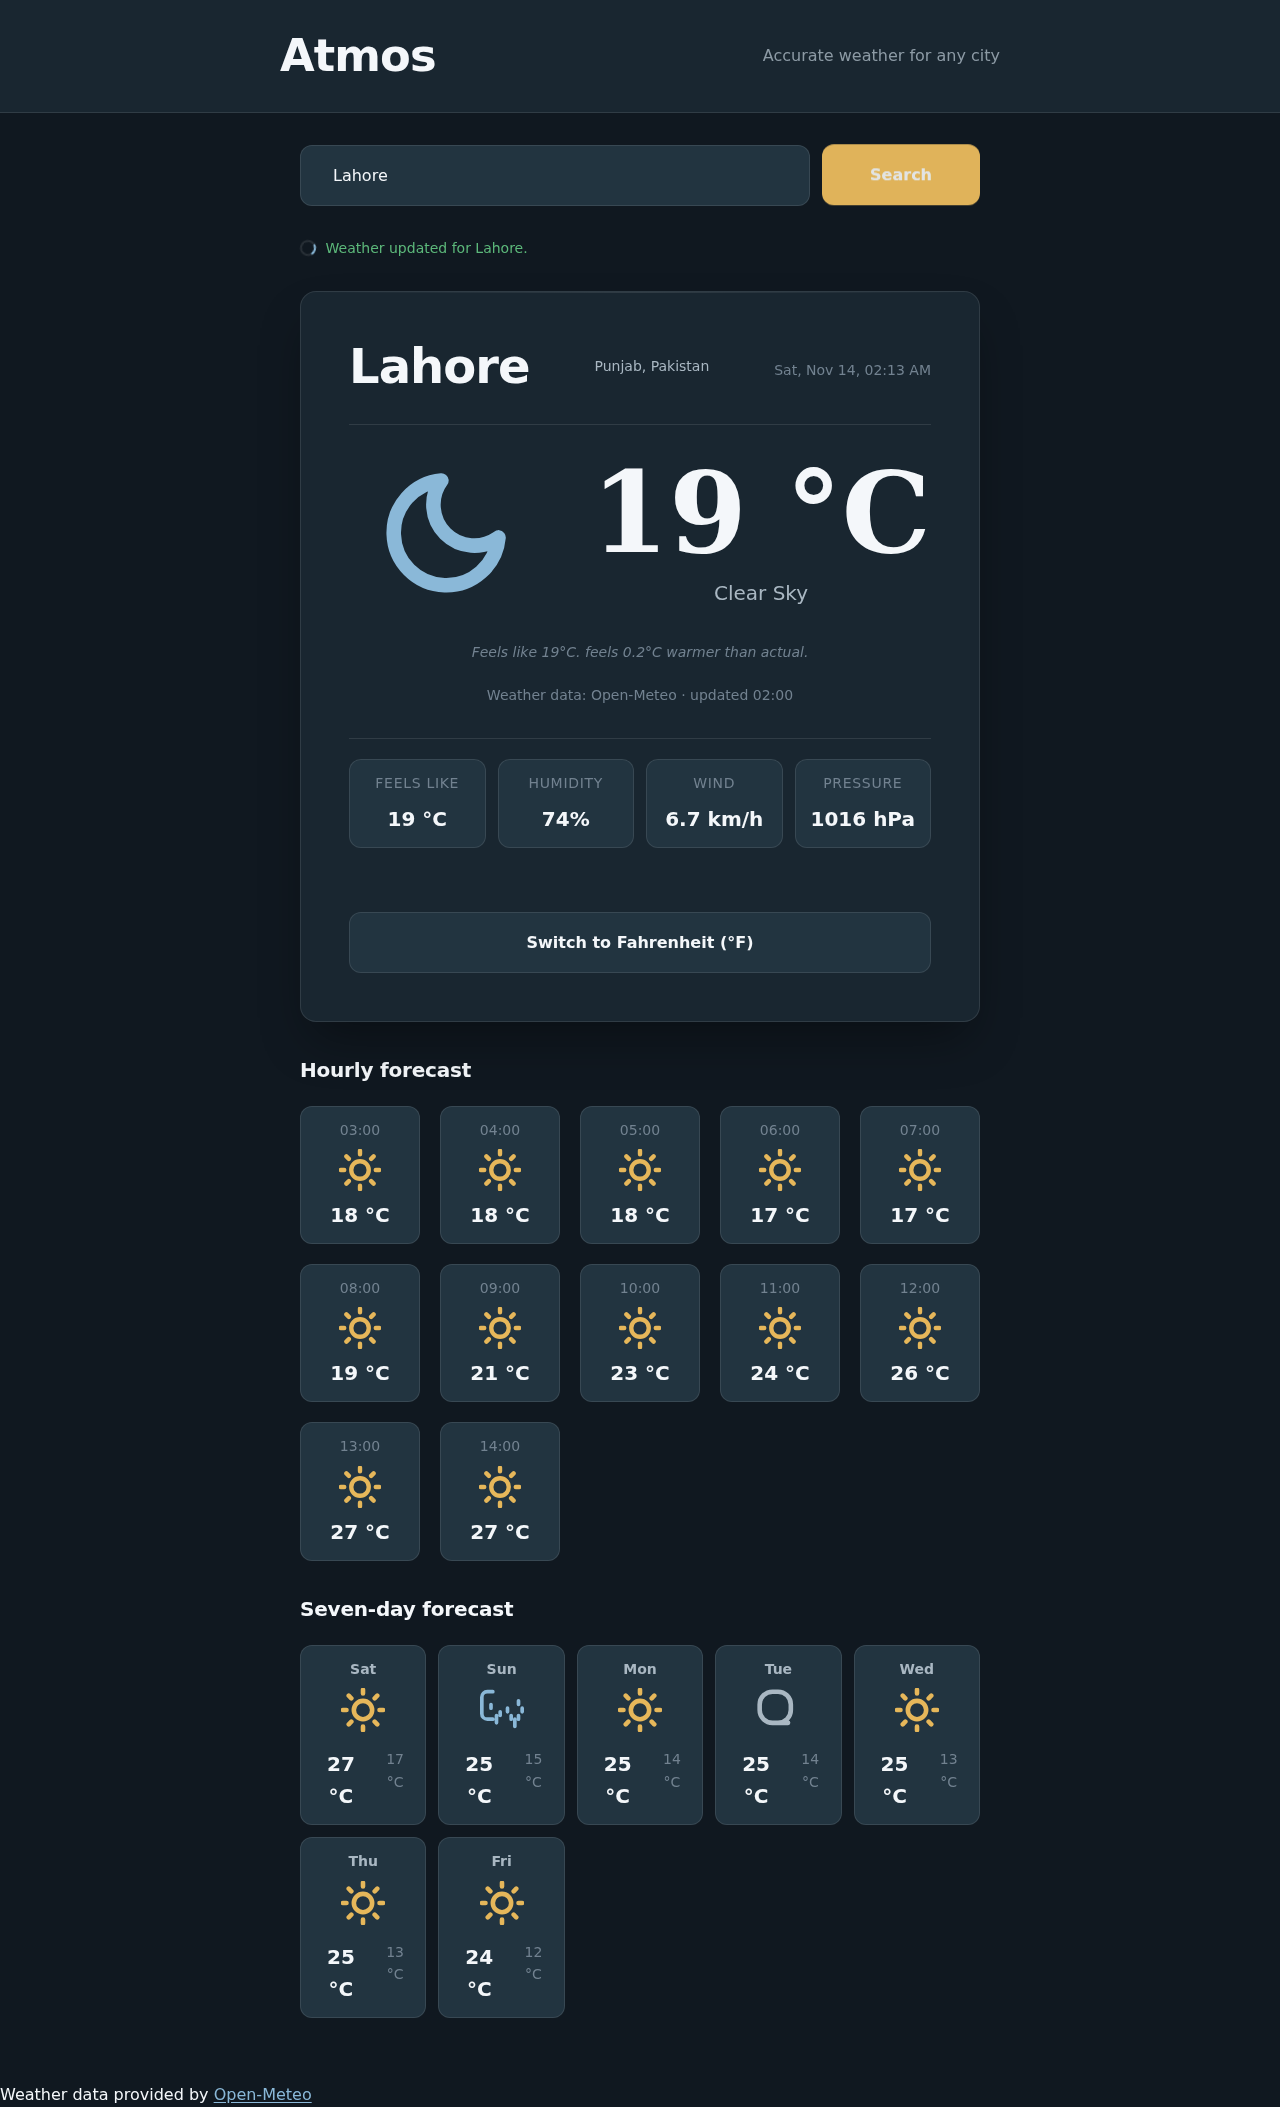 Atmos
Accurate weather for any city
Lahore
Search
Weather updated for Lahore.
Lahore
Punjab, Pakistan
Sat, Nov 14, 02:13 AM
19 °C
Clear Sky
Feels like 19°C. feels 0.2°C warmer than actual.
Weather data: Open-Meteo · updated 02:00
FEELS LIKE
19 °C
HUMIDITY
74%
WIND
6.7 km/h
PRESSURE
1016 hPa
Switch to Fahrenheit (°F)
Hourly forecast
03:00
18 °C
04:00
18 °C
05:00
18 °C
06:00
17 °C
07:00
17 °C
08:00
19 °C
09:00
21 °C
10:00
23 °C
11:00
24 °C
12:00
26 °C
13:00
27 °C
14:00
27 °C
Seven-day forecast
Sat
27
°C
17
°C
Sun
25
°C
15
°C
Mon
25
°C
14
°C
Tue
25
°C
14
°C
Wed
25
°C
13
°C
Thu
25
°C
13
°C
Fri
24
°C
12
°C
Weather data provided by Open-Meteo